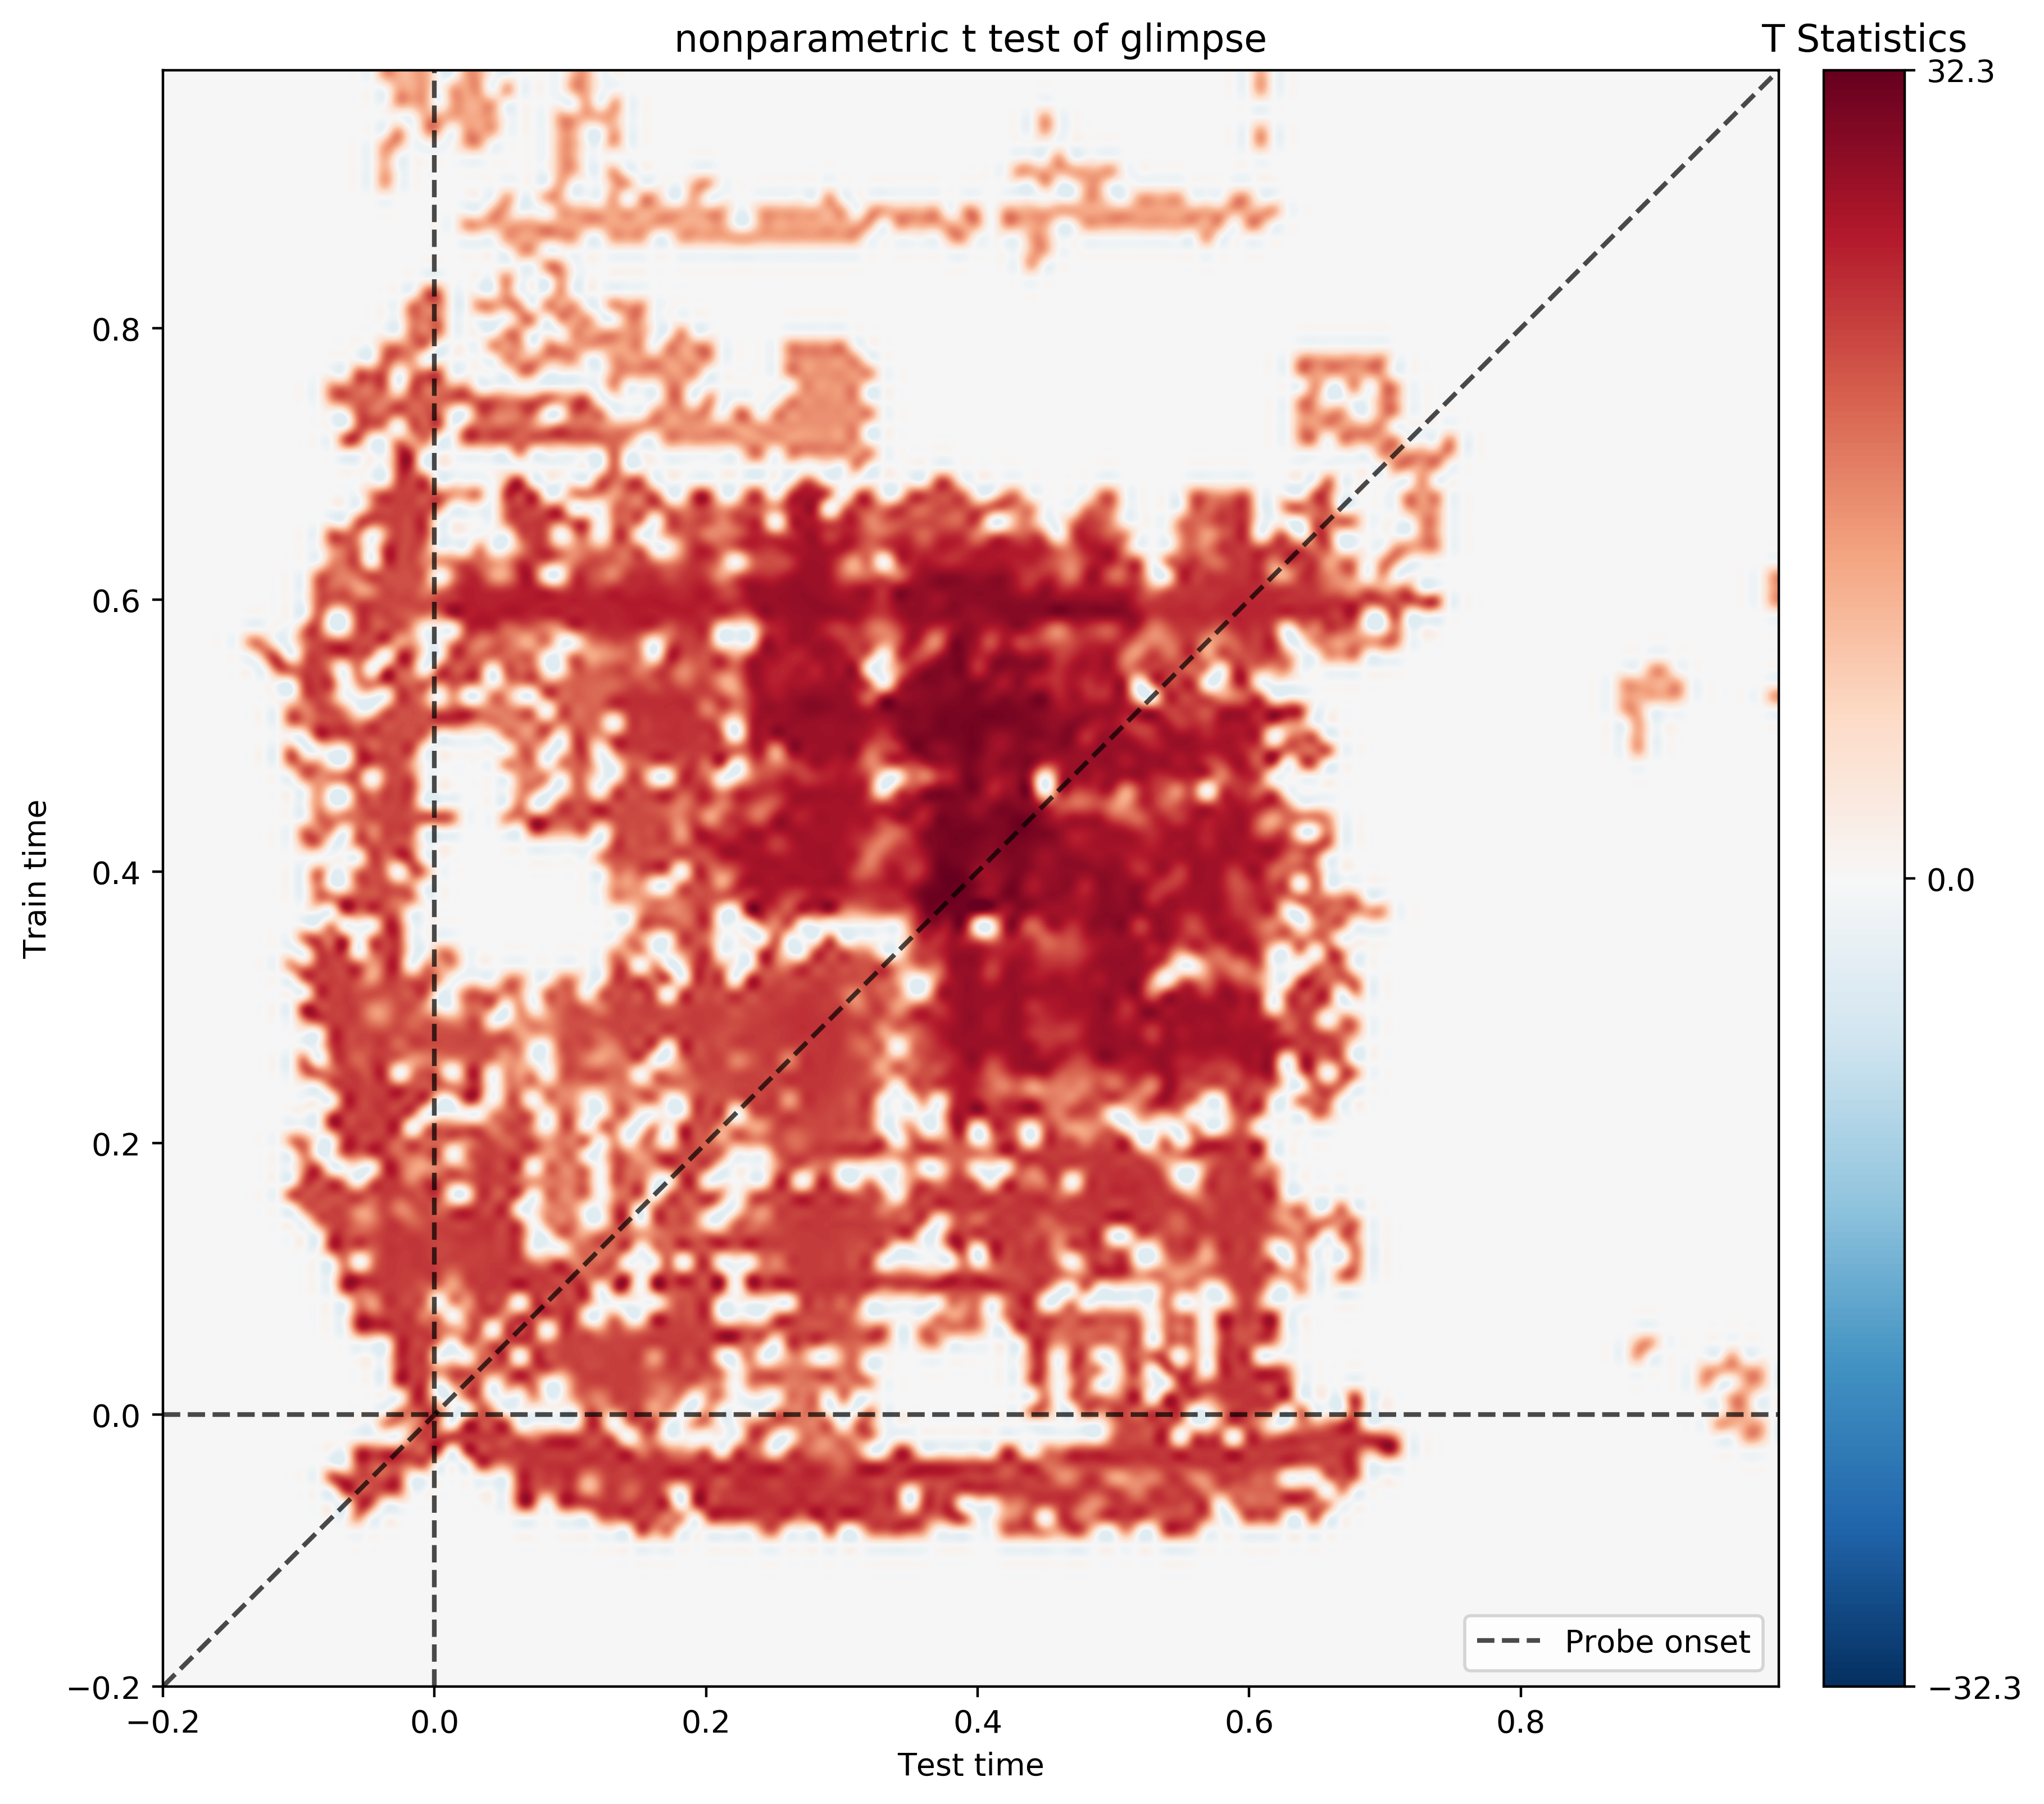 nonparametric t test of glimpse
T Statistics
32.3
0.0
−32.3
Train time
0.8
0.6
0.4
0.2
0.0
−0.2
−0.2 0.0 0.2 0.4 0.6 0.8
Test time
Probe onset